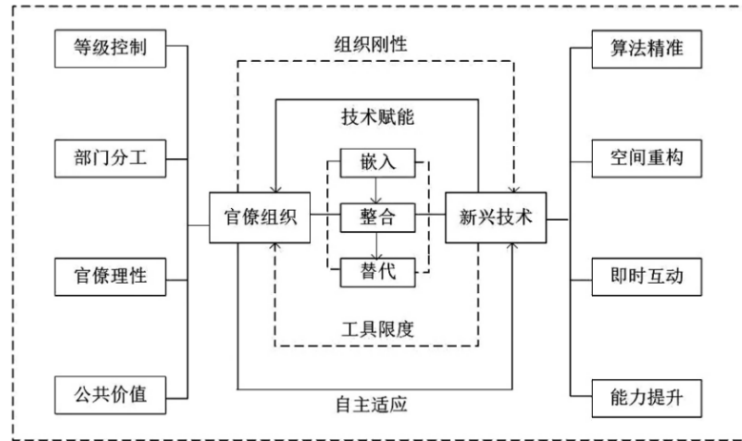 等级控制
组织刚性
算法精准
技术赋能
部门分工
嵌入
空间重构
官僚组织
整合
新兴技术
官僚理性
替代
即时互动
工具限度
公共价值
自主适应
能力提升